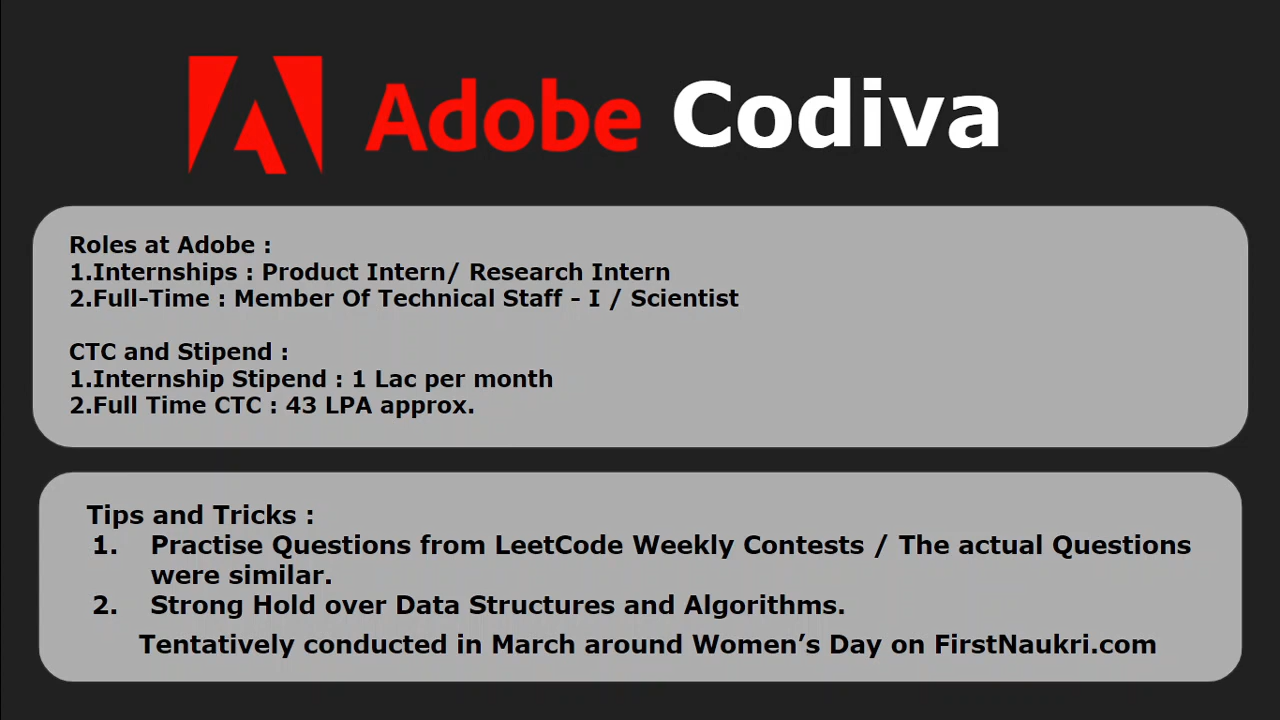 Adobe Codiva
Roles at Adobe :
1.Internships : Product Intern/ Research Intern
2.Full-Time : Member Of Technical Staff - I / Scientist
CTC and Stipend :
1.Internship Stipend : 1 Lac per month
2.Full Time CTC : 43 LPA approx.
Tips and Tricks :
1. Practise Questions from LeetCode Weekly Contests / The actual Questions
were similar.
2. Strong Hold over Data Structures and Algorithms.
Tentatively conducted in March around Women’s Day on FirstNaukri.com